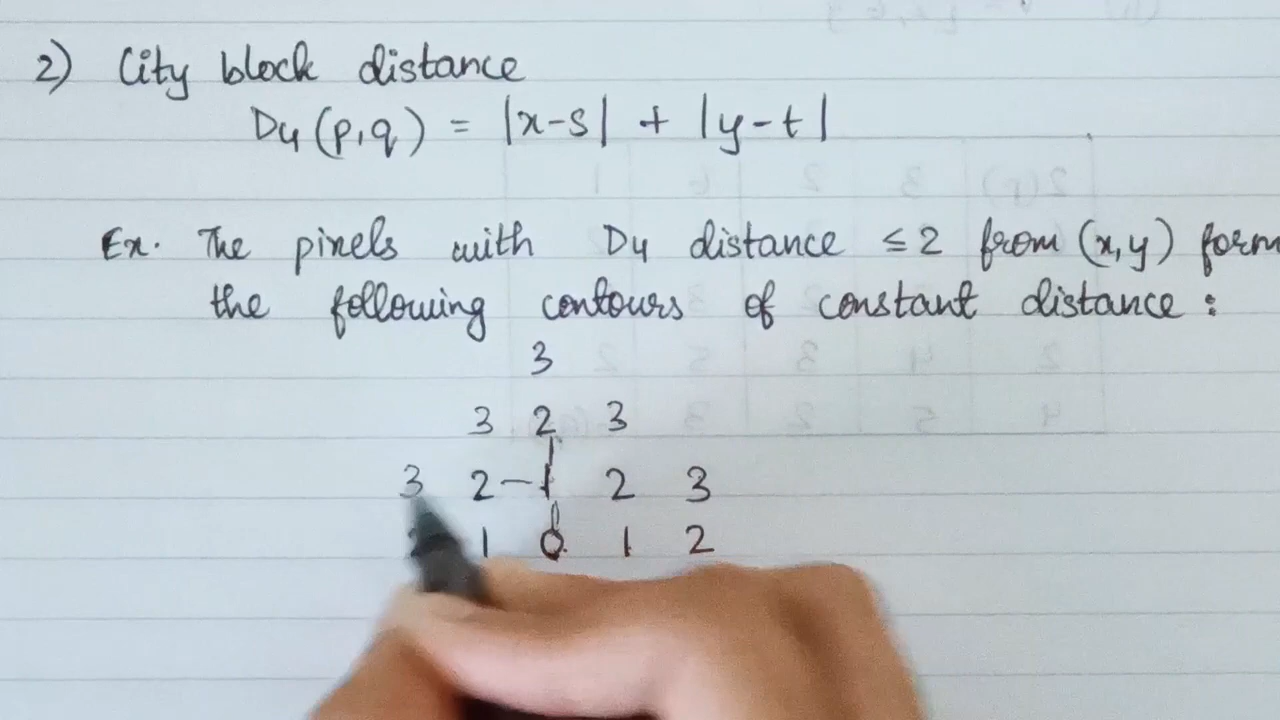 2) City block distance
D4 (p,q) = |x-s| + |y-t|
Ex. The pixels with D4 distance ≤ 2 from (x,y) form
the following contours of constant distance :
3
3 2 3
3 2 1 2 3
1 0 1 2